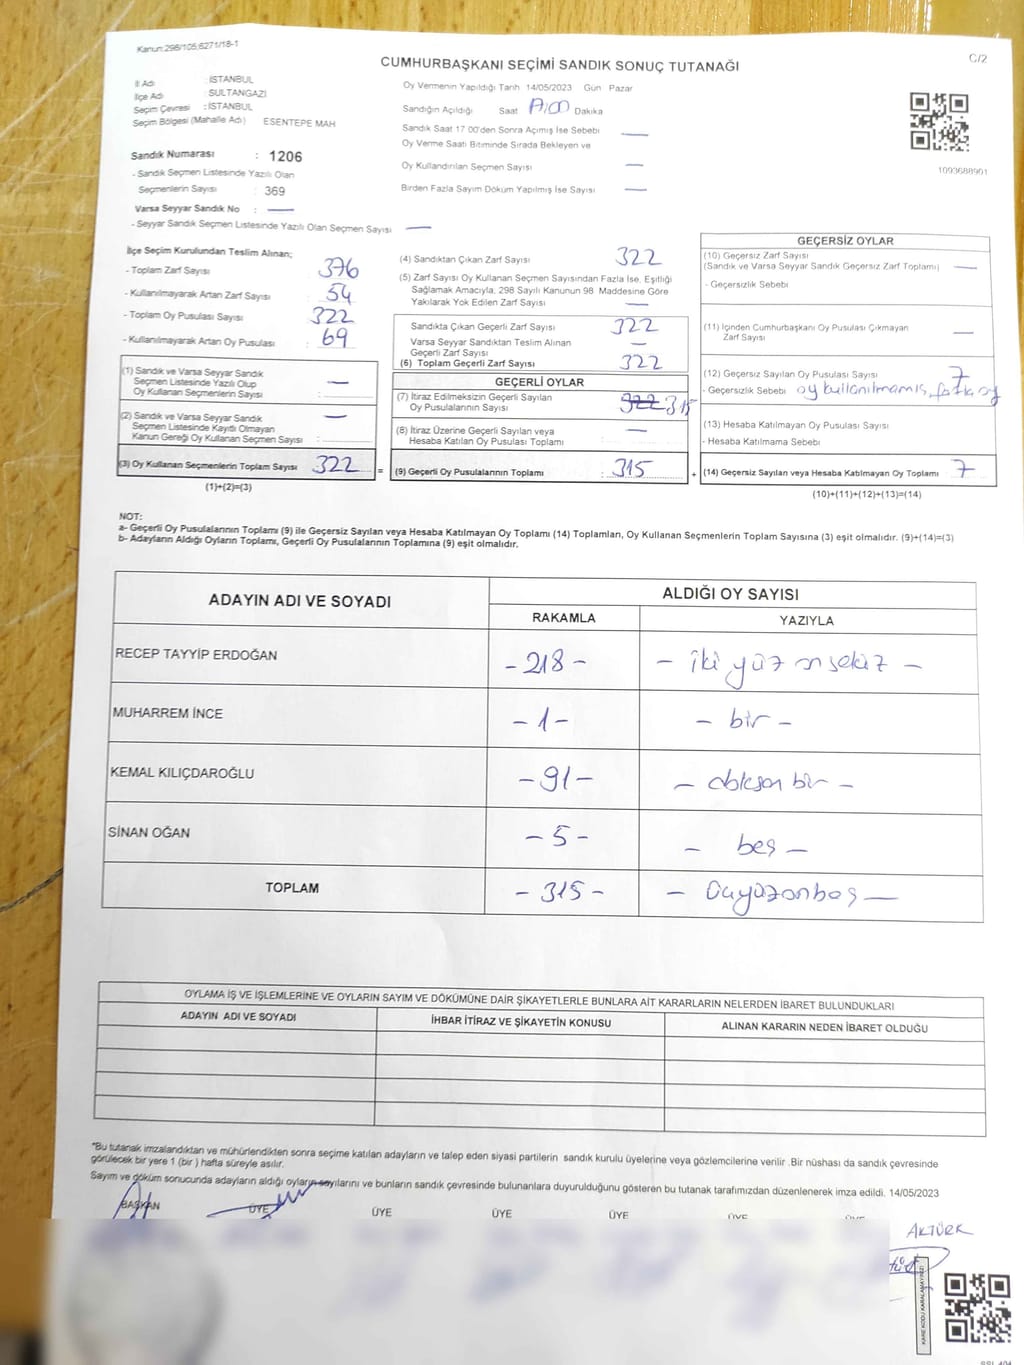 Kanun:298/105;6271/18-1
C/2
CUMHURBAŞKANI SEÇİMİ SANDIK SONUÇ TUTANAĞI
İl Adı : İSTANBUL
İlçe Adı : SULTANGAZİ
Seçim Çevresi : İSTANBUL
Seçim Bölgesi (Mahalle Adı) ESENTEPE MAH
Sandık Numarası : 1206
- Sandık Seçmen Listesinde Yazılı Olan
Seçmenlerin Sayısı : 369
Varsa Seyyar Sandık No : —
- Seyyar Sandık Seçmen Listesinde Yazılı Olan Seçmen Sayısı —
Oy Vermenin Yapıldığı Tarih 14/05/2023 Gün Pazar
Sandığın Açıldığı Saat Dakika
Sandık Saat 17 00'den Sonra Açımış İse Sebebi —
Oy Verme Saati Bitiminde Sırada Bekleyen ve
Oy Kullandırılan Seçmen Sayısı —
Birden Fazla Sayım Döküm Yapılmış İse Sayısı —
1093688901
İlçe Seçim Kurulundan Teslim Alınan;
- Toplam Zarf Sayısı 376
- Kullanılmayarak Artan Zarf Sayısı : 54
- Toplam Oy Pusulası Sayısı : 322
- Kullanılmayarak Artan Oy Pusulası : 69
(1) Sandık ve Varsa Seyyar Sandık
Seçmen Listesinde Yazılı Olup
Oy Kullanan Seçmenlerin Sayısı : —
(2) Sandık ve Varsa Seyyar Sandık
Seçmen Listesinde Kayıtlı Olmayan
Kanun Gereği Oy Kullanan Seçmen Sayısı : —
(3) Oy Kullanan Seçmenlerin Toplam Sayısı 322
(1)+(2)=(3)
(4) Sandıktan Çıkan Zarf Sayısı 322
(5) Zarf Sayısı Oy Kullanan Seçmen Sayısından Fazla İse, Eşitliği
Sağlamak Amacıyla, 298 Sayılı Kanunun 98 Maddesine Göre
Yakılarak Yok Edilen Zarf Sayısı —
Sandıkta Çıkan Geçerli Zarf Sayısı 322
Varsa Seyyar Sandıktan Teslim Alınan
Geçerli Zarf Sayısı —
(6) Toplam Geçerli Zarf Sayısı 322
GEÇERLİ OYLAR
(7) İtiraz Edilmeksizin Geçerli Sayılan
Oy Pusulalarının Sayısı 322 315
(8) İtiraz Üzerine Geçerli Sayılan veya
Hesaba Katılan Oy Pusulası Toplamı : —
= (9) Geçerli Oy Pusulalarının Toplamı : 315 +
GEÇERSİZ OYLAR
(10) Geçersiz Zarf Sayısı
(Sandık ve Varsa Seyyar Sandık Geçersiz Zarf Toplamı) —
- Geçersizlik Sebebi
(11) İçinden Cumhurbaşkanı Oy Pusulası Çıkmayan
Zarf Sayısı —
(12) Geçersiz Sayılan Oy Pusulası Sayısı 7
- Geçersizlik Sebebi oy kullanılmamış, fazla oy
(13) Hesaba Katılmayan Oy Pusulası Sayısı
- Hesaba Katılmama Sebebi
(14) Geçersiz Sayılan veya Hesaba Katılmayan Oy Toplamı 7
(10)+(11)+(12)+(13)=(14)
NOT:
a- Geçerli Oy Pusulalarının Toplamı (9) ile Geçersiz Sayılan veya Hesaba Katılmayan Oy Toplamı (14) Toplamları, Oy Kullanan Seçmenlerin Toplam Sayısına (3) eşit olmalıdır. (9)+(14)=(3)
b- Adayların Aldığı Oyların Toplamı, Geçerli Oy Pusulalarının Toplamına (9) eşit olmalıdır.
ADAYIN ADI VE SOYADI ALDIĞI OY SAYISI
RAKAMLA YAZIYLA
RECEP TAYYİP ERDOĞAN - 218 - - iki yüz onsekiz -
MUHARREM İNCE - 1 - - bir -
KEMAL KILIÇDAROĞLU - 91 - - doksan bir -
SİNAN OĞAN - 5 - - beş -
TOPLAM - 315 - - üçyüzonbeş -
OYLAMA İŞ VE İŞLEMLERİNE VE OYLARIN SAYIM VE DÖKÜMÜNE DAİR ŞİKAYETLERLE BUNLARA AİT KARARLARIN NELERDEN İBARET BULUNDUKLARI
ADAYIN ADI VE SOYADI İHBAR İTİRAZ VE ŞİKAYETİN KONUSU ALINAN KARARIN NEDEN İBARET OLDUĞU
*Bu tutanak imzalandıktan ve mühürlendikten sonra seçime katılan adayların ve talep eden siyasi partilerin sandık kurulu üyelerine veya gözlemcilerine verilir .Bir nüshası da sandık çevresinde
görülecek bir yere 1 (bir ) hafta süreyle asılır.
Sayım ve döküm sonucunda adayların aldığı oyların sayılarını ve bunların sandık çevresinde bulunanlara duyurulduğunu gösteren bu tutanak tarafımızdan düzenlenerek imza edildi. 14/05/2023
BAŞKAN ÜYE ÜYE ÜYE ÜYE ÜYE ÜYE
AKTÜRK
KARE KODU KARALAMAYINIZ!